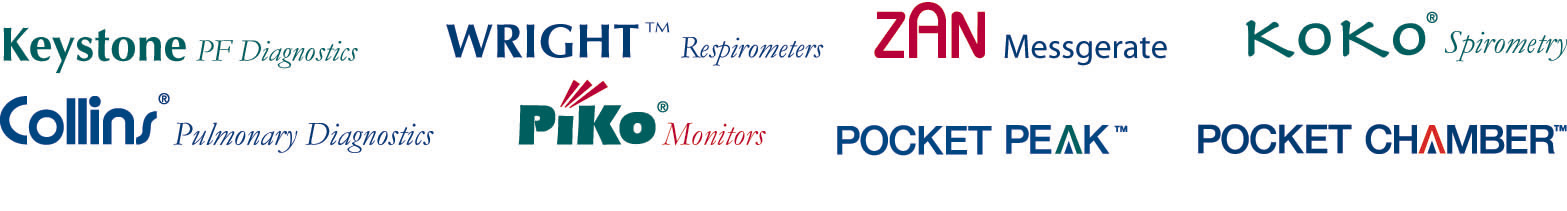 Keystone PF Diagnostics
WRIGHT™ Respirometers
ZAN Messgerate
KoKo® Spirometry
Collins® Pulmonary Diagnostics
PiKo® Monitors
POCKET PEAK™
POCKET CHAMBER™